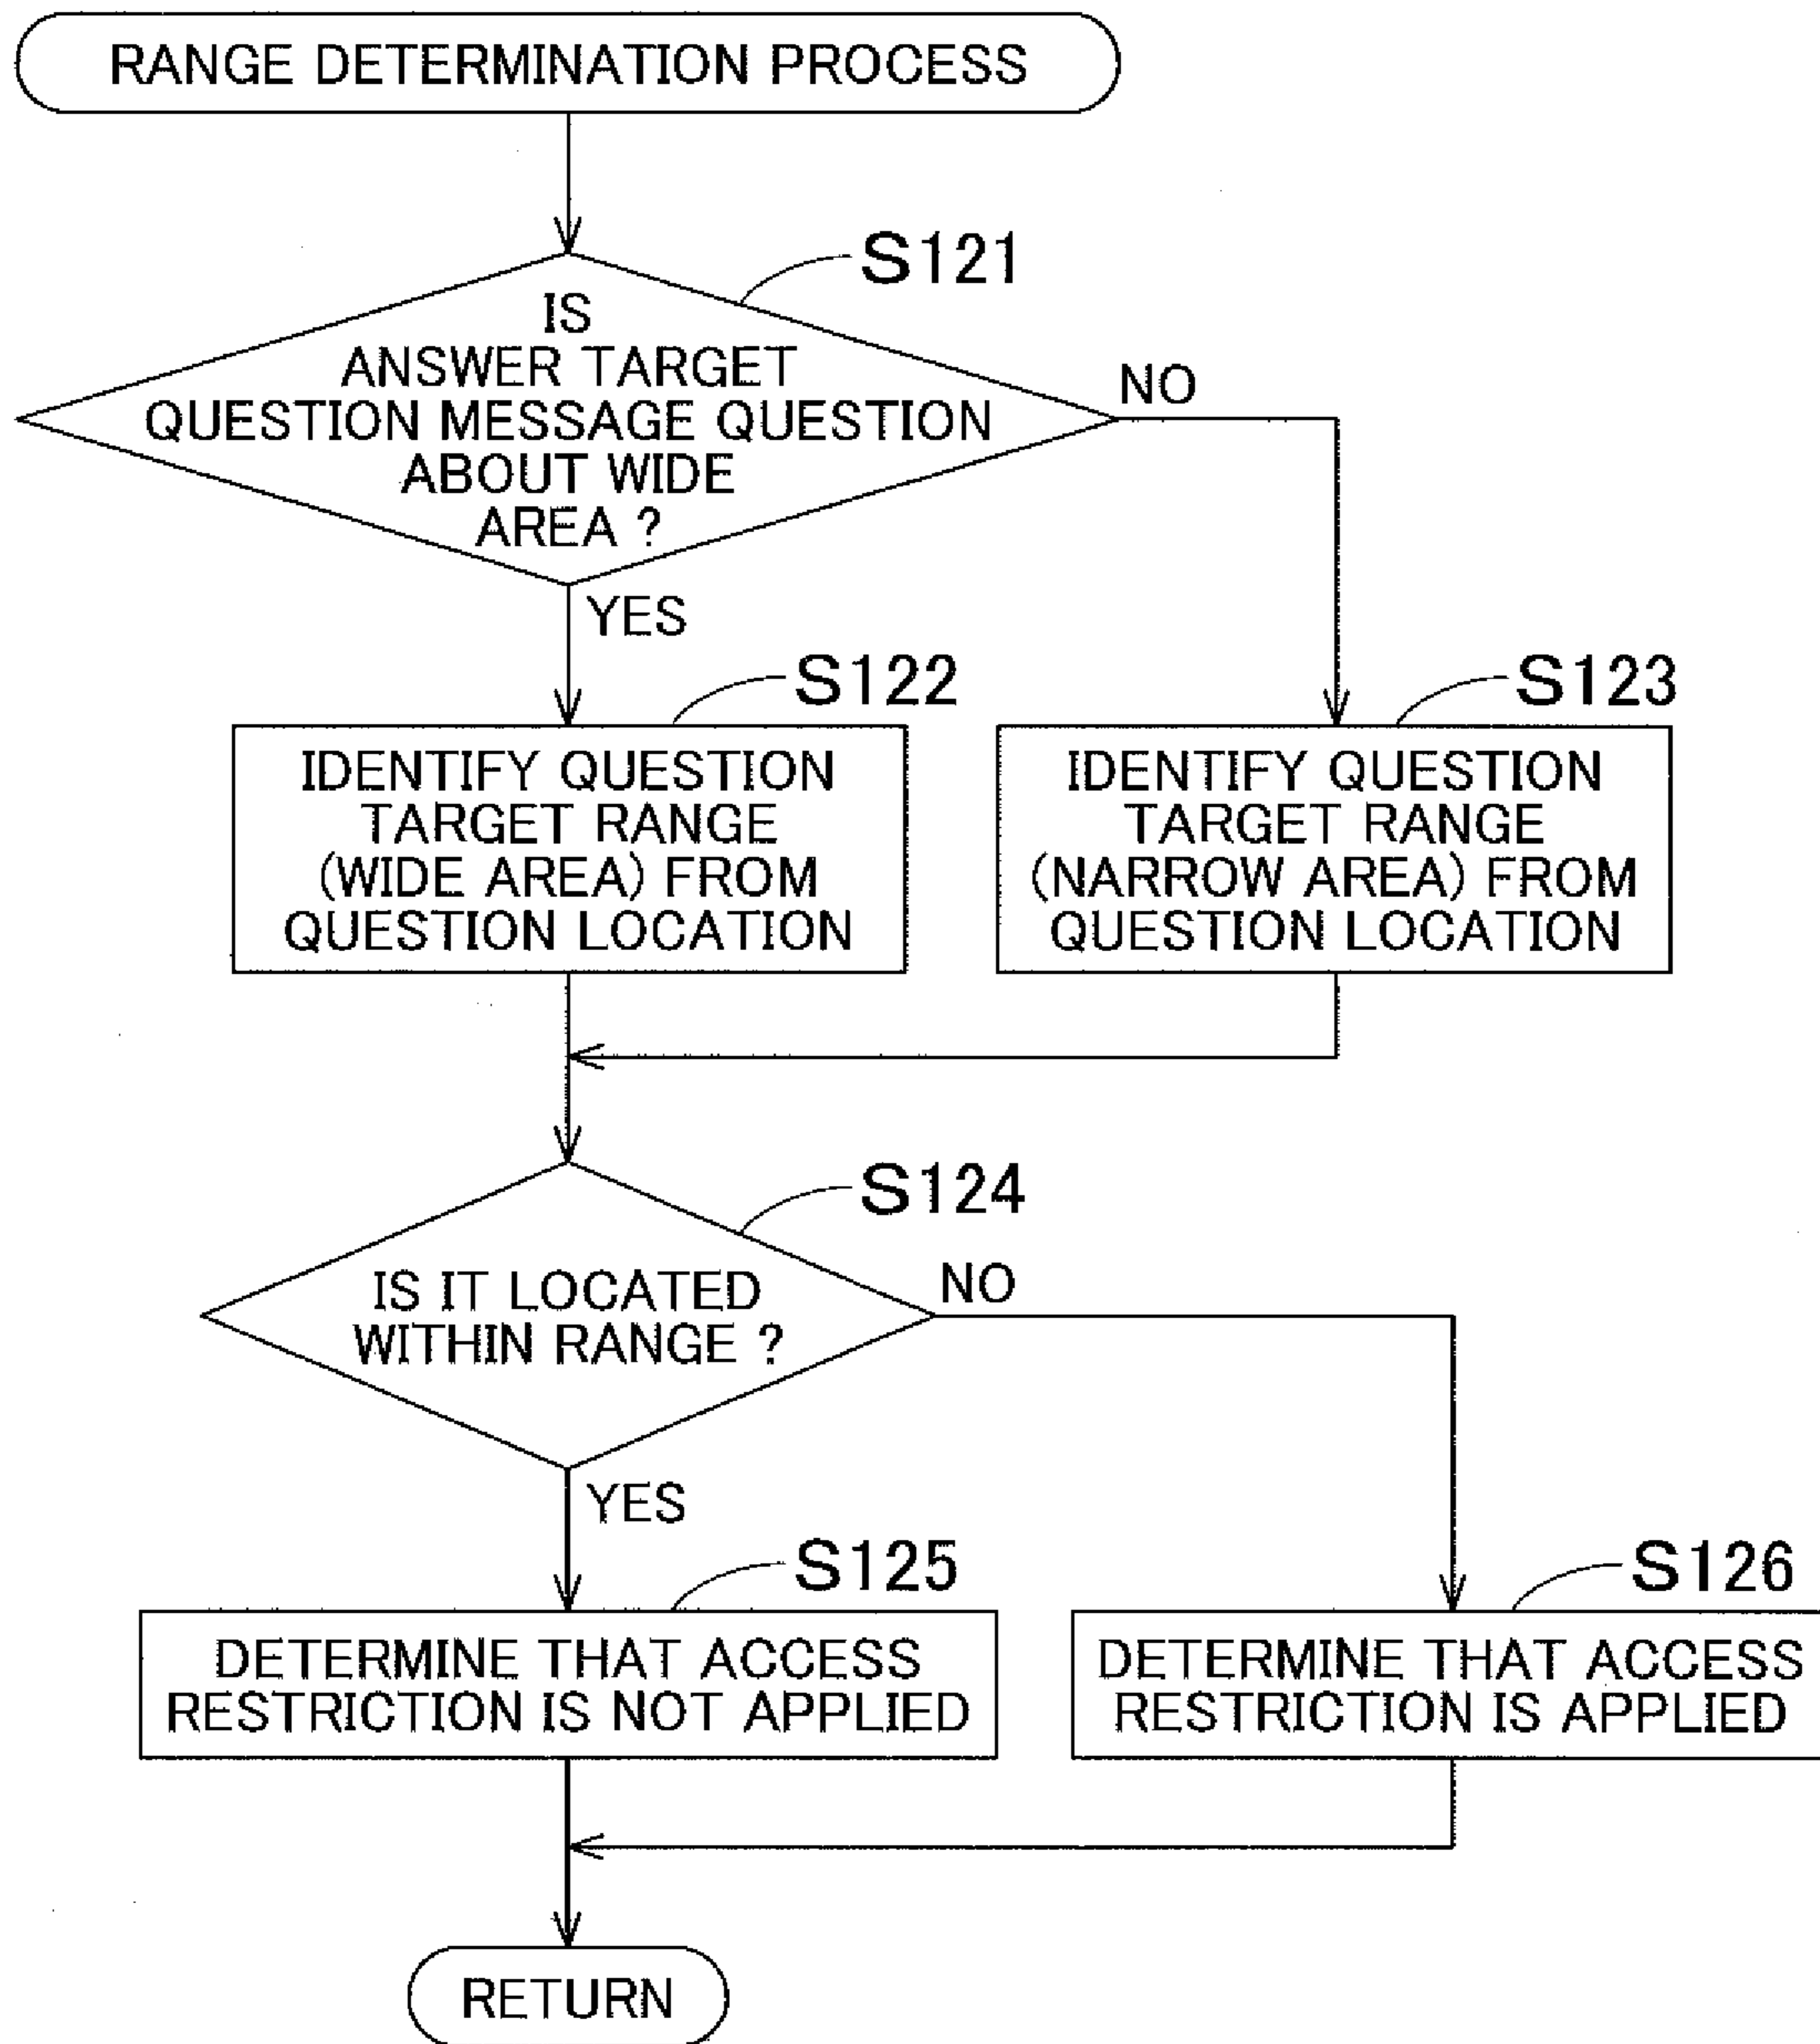 RANGE DETERMINATION PROCESS
S121
IS
ANSWER TARGET
QUESTION MESSAGE QUESTION
ABOUT WIDE
AREA ?
NO
YES
S122
IDENTIFY QUESTION
TARGET RANGE
(WIDE AREA) FROM
QUESTION LOCATION
S123
IDENTIFY QUESTION
TARGET RANGE
(NARROW AREA) FROM
QUESTION LOCATION
S124
IS IT LOCATED
WITHIN RANGE ?
NO
YES
S125
DETERMINE THAT ACCESS
RESTRICTION IS NOT APPLIED
S126
DETERMINE THAT ACCESS
RESTRICTION IS APPLIED
RETURN